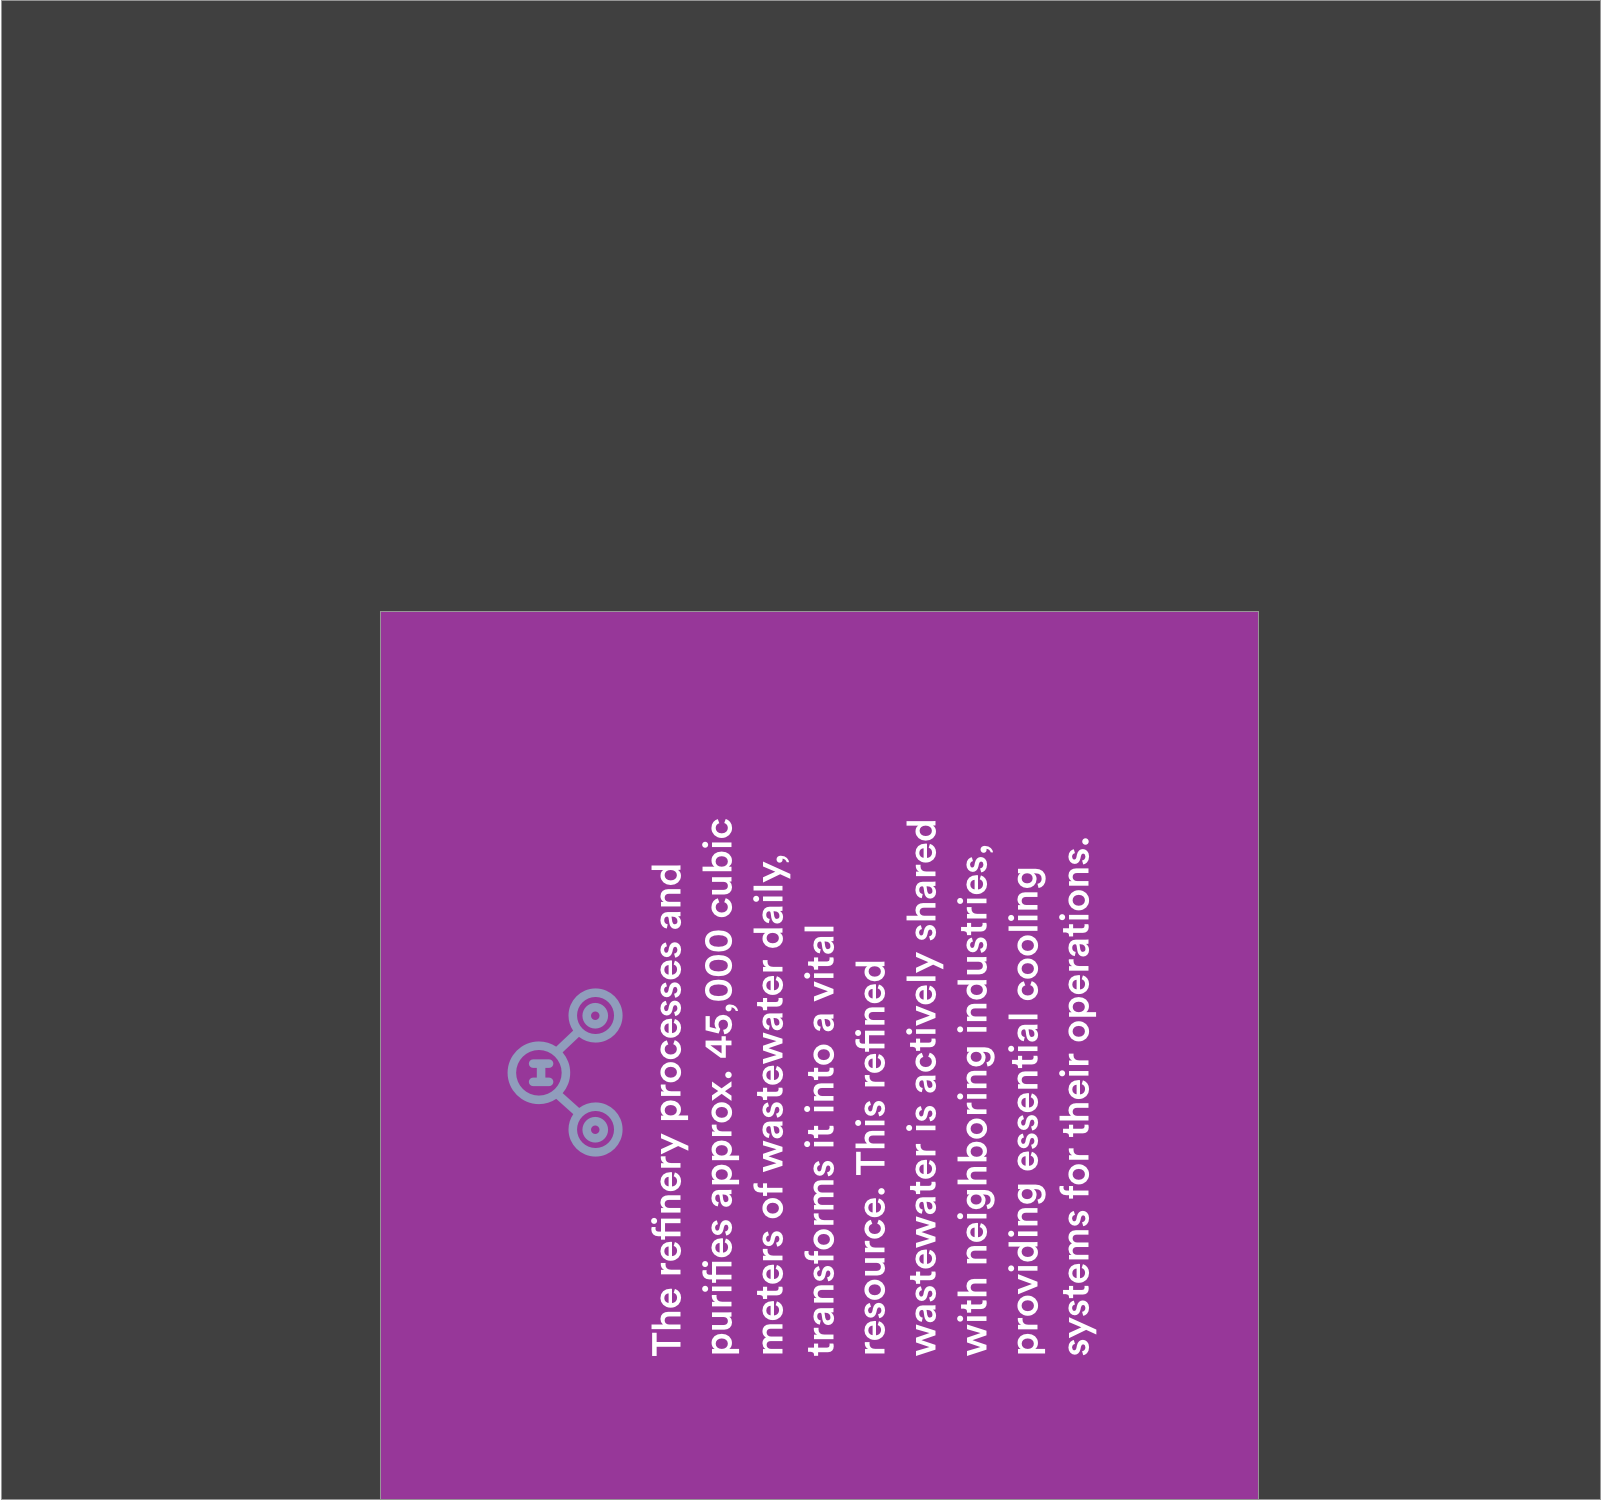 H
The refinery processes and
purifies approx. 45,000 cubic
meters of wastewater daily,
transforms it into a vital
resource. This refined
wastewater is actively shared
with neighboring industries,
providing essential cooling
systems for their operations.